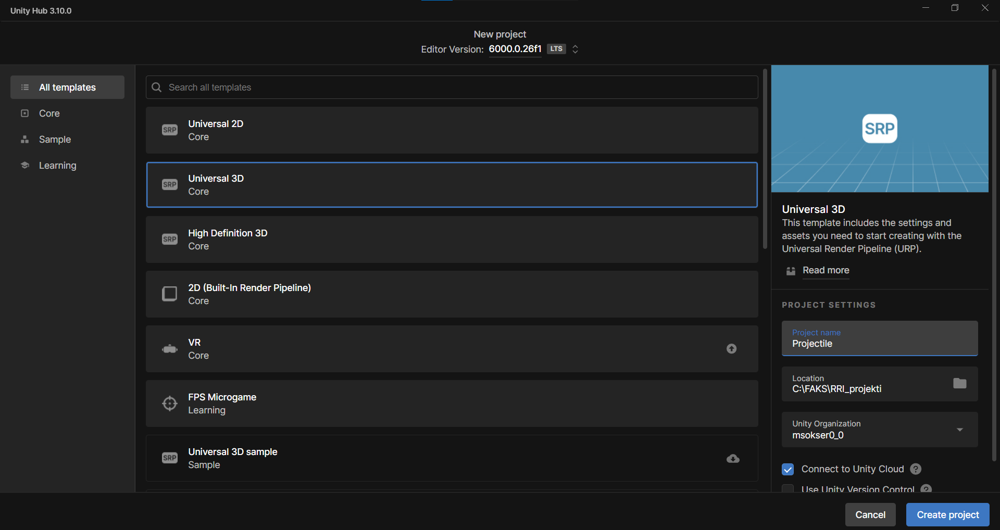 Unity Hub 3.10.0
New project
Editor Version: 6000.0.26f1 LTS
All templates
Core
Sample
Learning
Search all templates
SRP
Universal 2D
Core
SRP
Universal 3D
Core
SRP
High Definition 3D
Core
2D (Built-In Render Pipeline)
Core
VR
Core
FPS Microgame
Learning
SRP
Universal 3D sample
Sample
SRP
Universal 3D
This template includes the settings and
assets you need to start creating with the
Universal Render Pipeline (URP).
Read more
PROJECT SETTINGS
Project name
Projectile
Location
C:\FAKS\RRI_projekti
Unity Organization
msokser0_0
Connect to Unity Cloud ?
Use Unity Version Control ?
Cancel
Create project